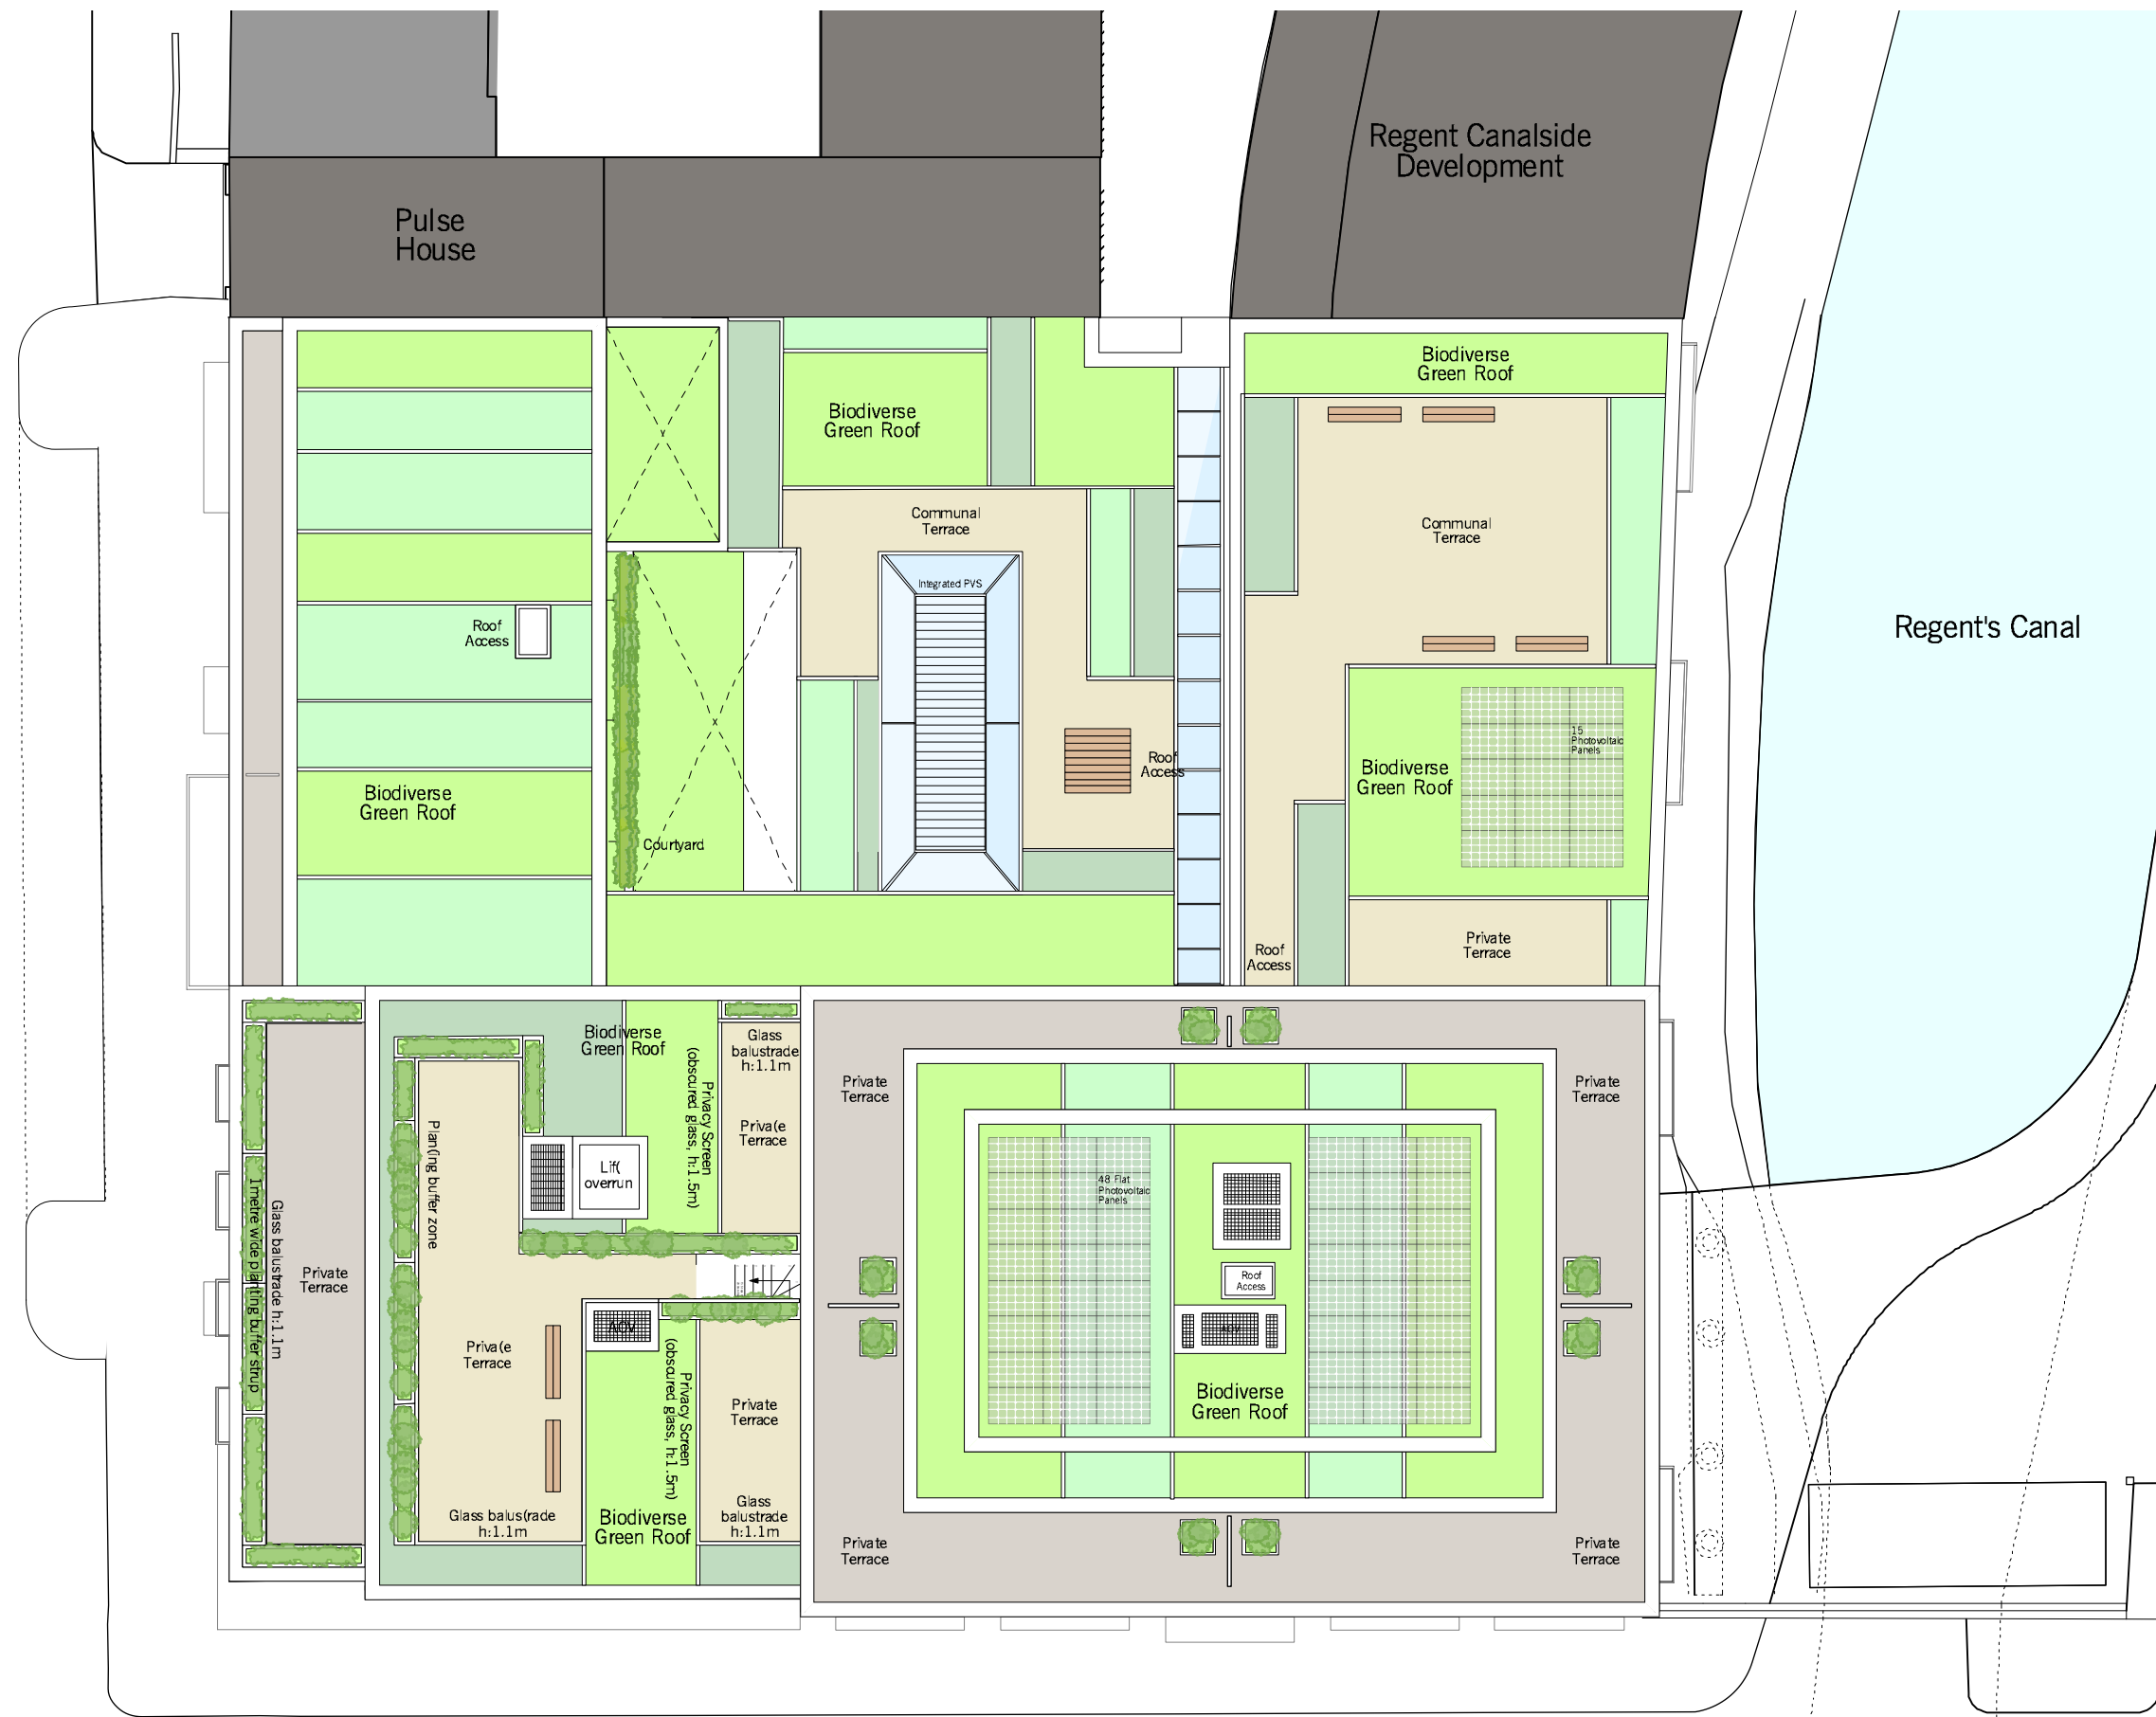 Regent Canalside
Development
Pulse
House
Biodiverse
Green Roof
Biodiverse
Green Roof
Communal
Terrace
Communal
Terrace
Integrated PVS
Roof
Access
Regent's Canal
15
Photovoltaic
Panels
Roof
Access
Biodiverse
Green Roof
Biodiverse
Green Roof
Courtyard
Roof
Access
Private
Terrace
Biodiverse
Green Roof
Glass
balustrade
h:1.1m
Privacy Screen
(obscured glass, h:1.5m)
Priva(e
Terrace
Private
Terrace
Private
Terrace
Plan(ing buffer zone
Lif(
overrun
48 Flat
Photovoltaic
Panels
1metre wide planting buffer strup
Glass balustrade h:1.1m
Private
Terrace
Roof
Access
AOV
AOV
Priva(e
Terrace
Privacy Screen
(obscured glass, h:1.5m)
Private
Terrace
Biodiverse
Green Roof
Glass balus(rade
h:1.1m
Biodiverse
Green Roof
Glass
balustrade
h:1.1m
Private
Terrace
Private
Terrace